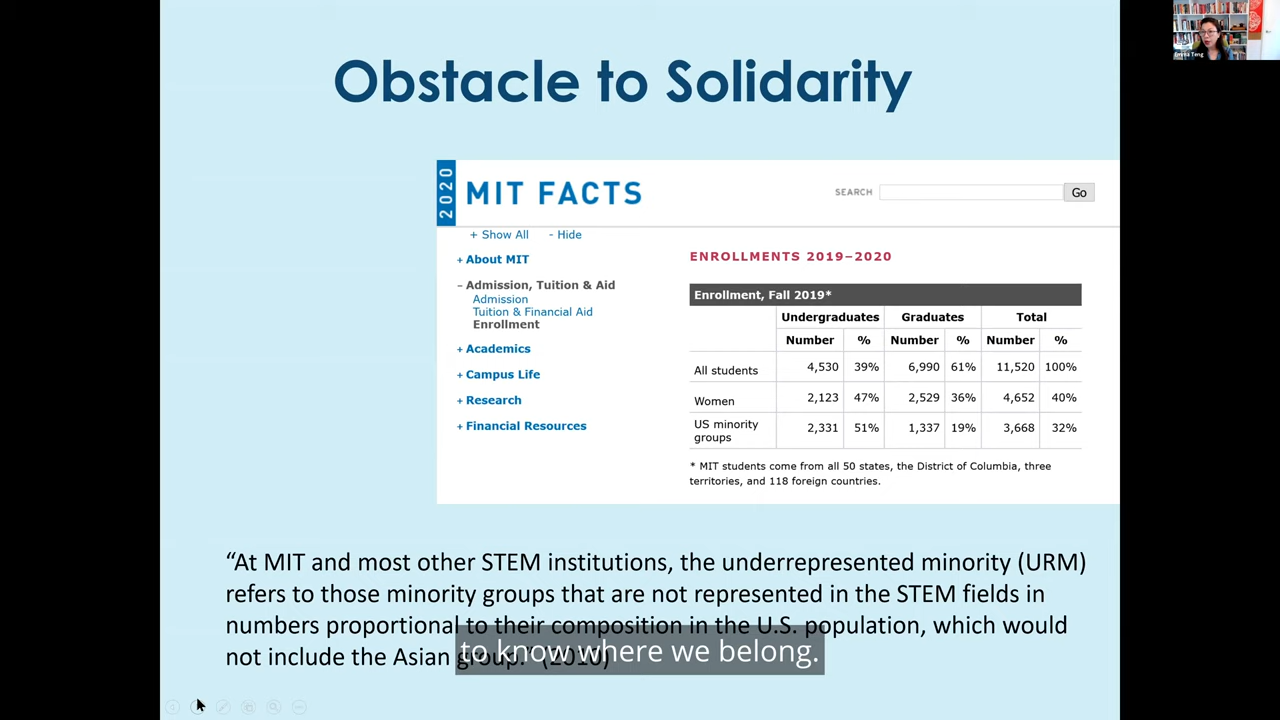 Obstacle to Solidarity
Emma Teng
2020
MIT FACTS
SEARCH
Go
+ Show All - Hide
+ About MIT
– Admission, Tuition & Aid
Admission
Tuition & Financial Aid
Enrollment
+ Academics
+ Campus Life
+ Research
+ Financial Resources
ENROLLMENTS 2019–2020
Enrollment, Fall 2019*
Undergraduates Graduates Total
Number % Number % Number %
All students 4,530 39% 6,990 61% 11,520 100%
Women 2,123 47% 2,529 36% 4,652 40%
US minority groups 2,331 51% 1,337 19% 3,668 32%
* MIT students come from all 50 states, the District of Columbia, three
territories, and 118 foreign countries.
“At MIT and most other STEM institutions, the underrepresented minority (URM)
refers to those minority groups that are not represented in the STEM fields in
numbers proportional to their composition in the U.S. population, which would
not include the Asian group.” (2010)
to know where we belong.